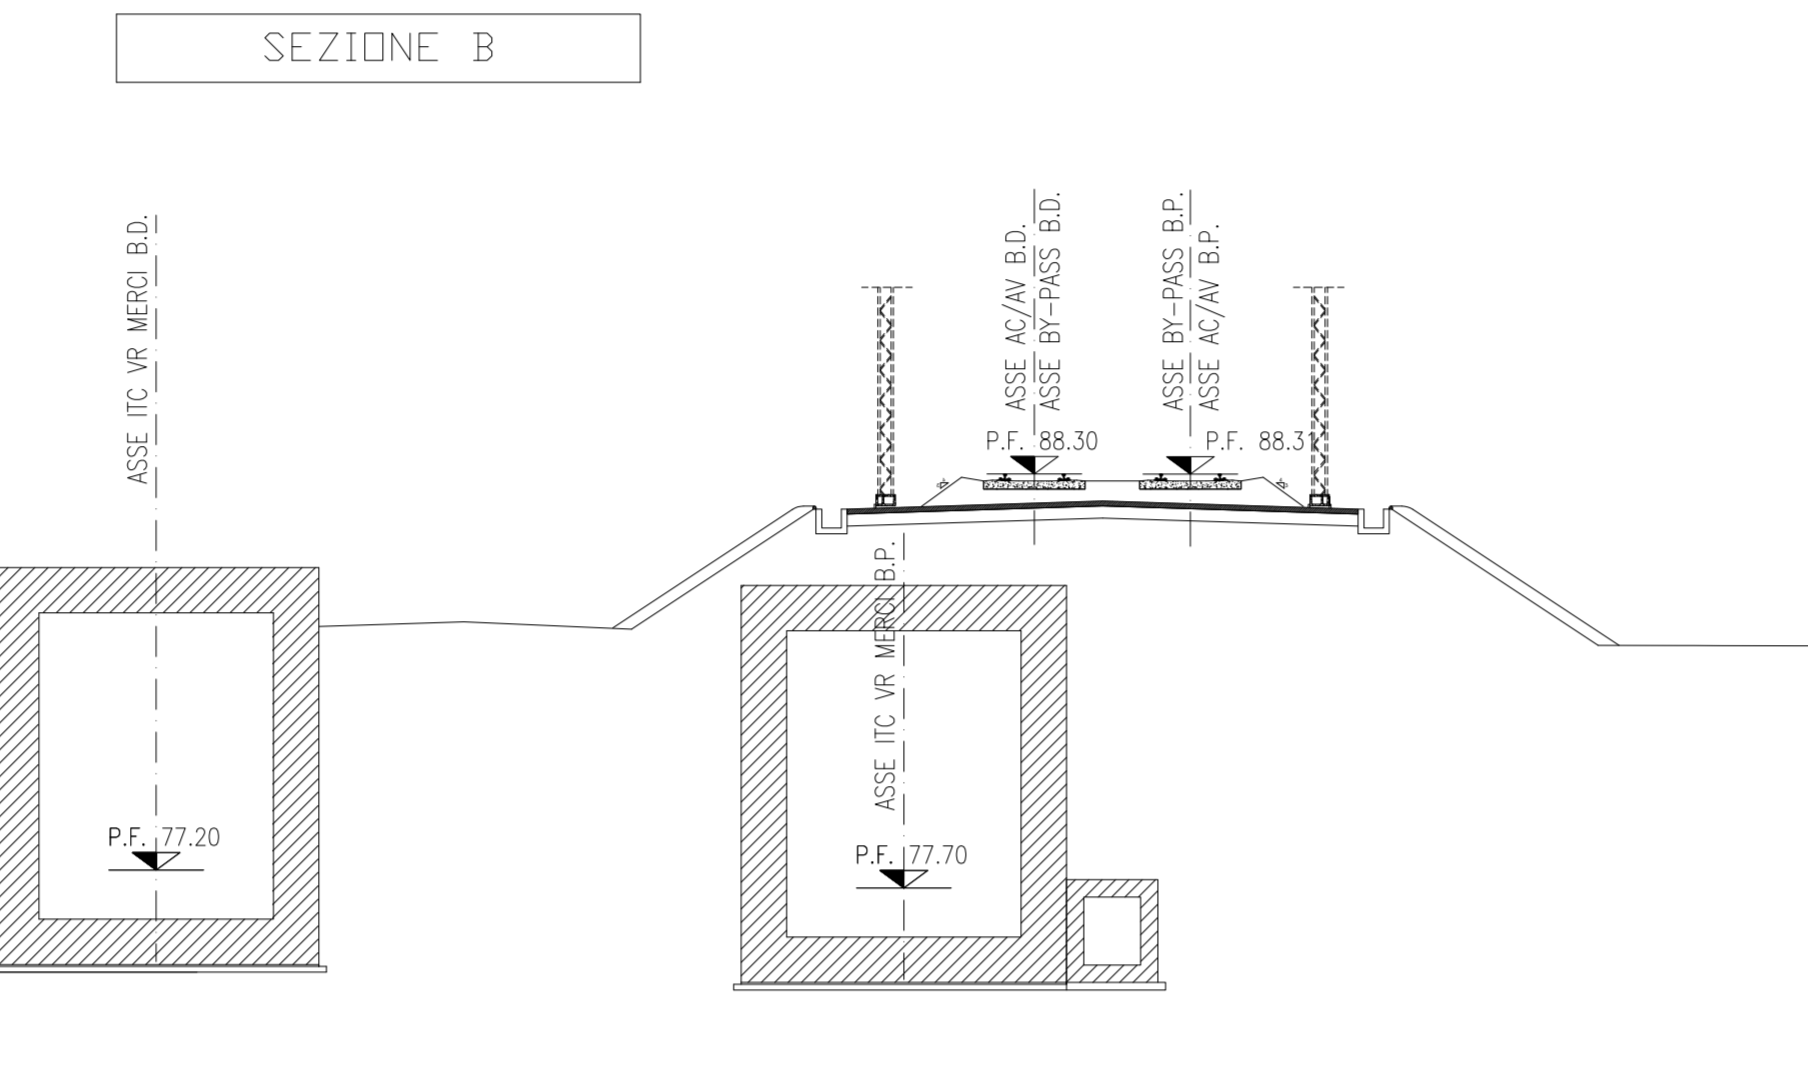 SEZIONE B
ASSE ITC VR MERCI B.D.
ASSE AC/AV B.D.
ASSE BY-PASS B.D.
ASSE BY-PASS B.P.
ASSE AC/AV B.P.
P.F. 88.30
P.F. 88.31
ASSE ITC VR MERCI B.P.
P.F. 77.20
P.F. 77.70